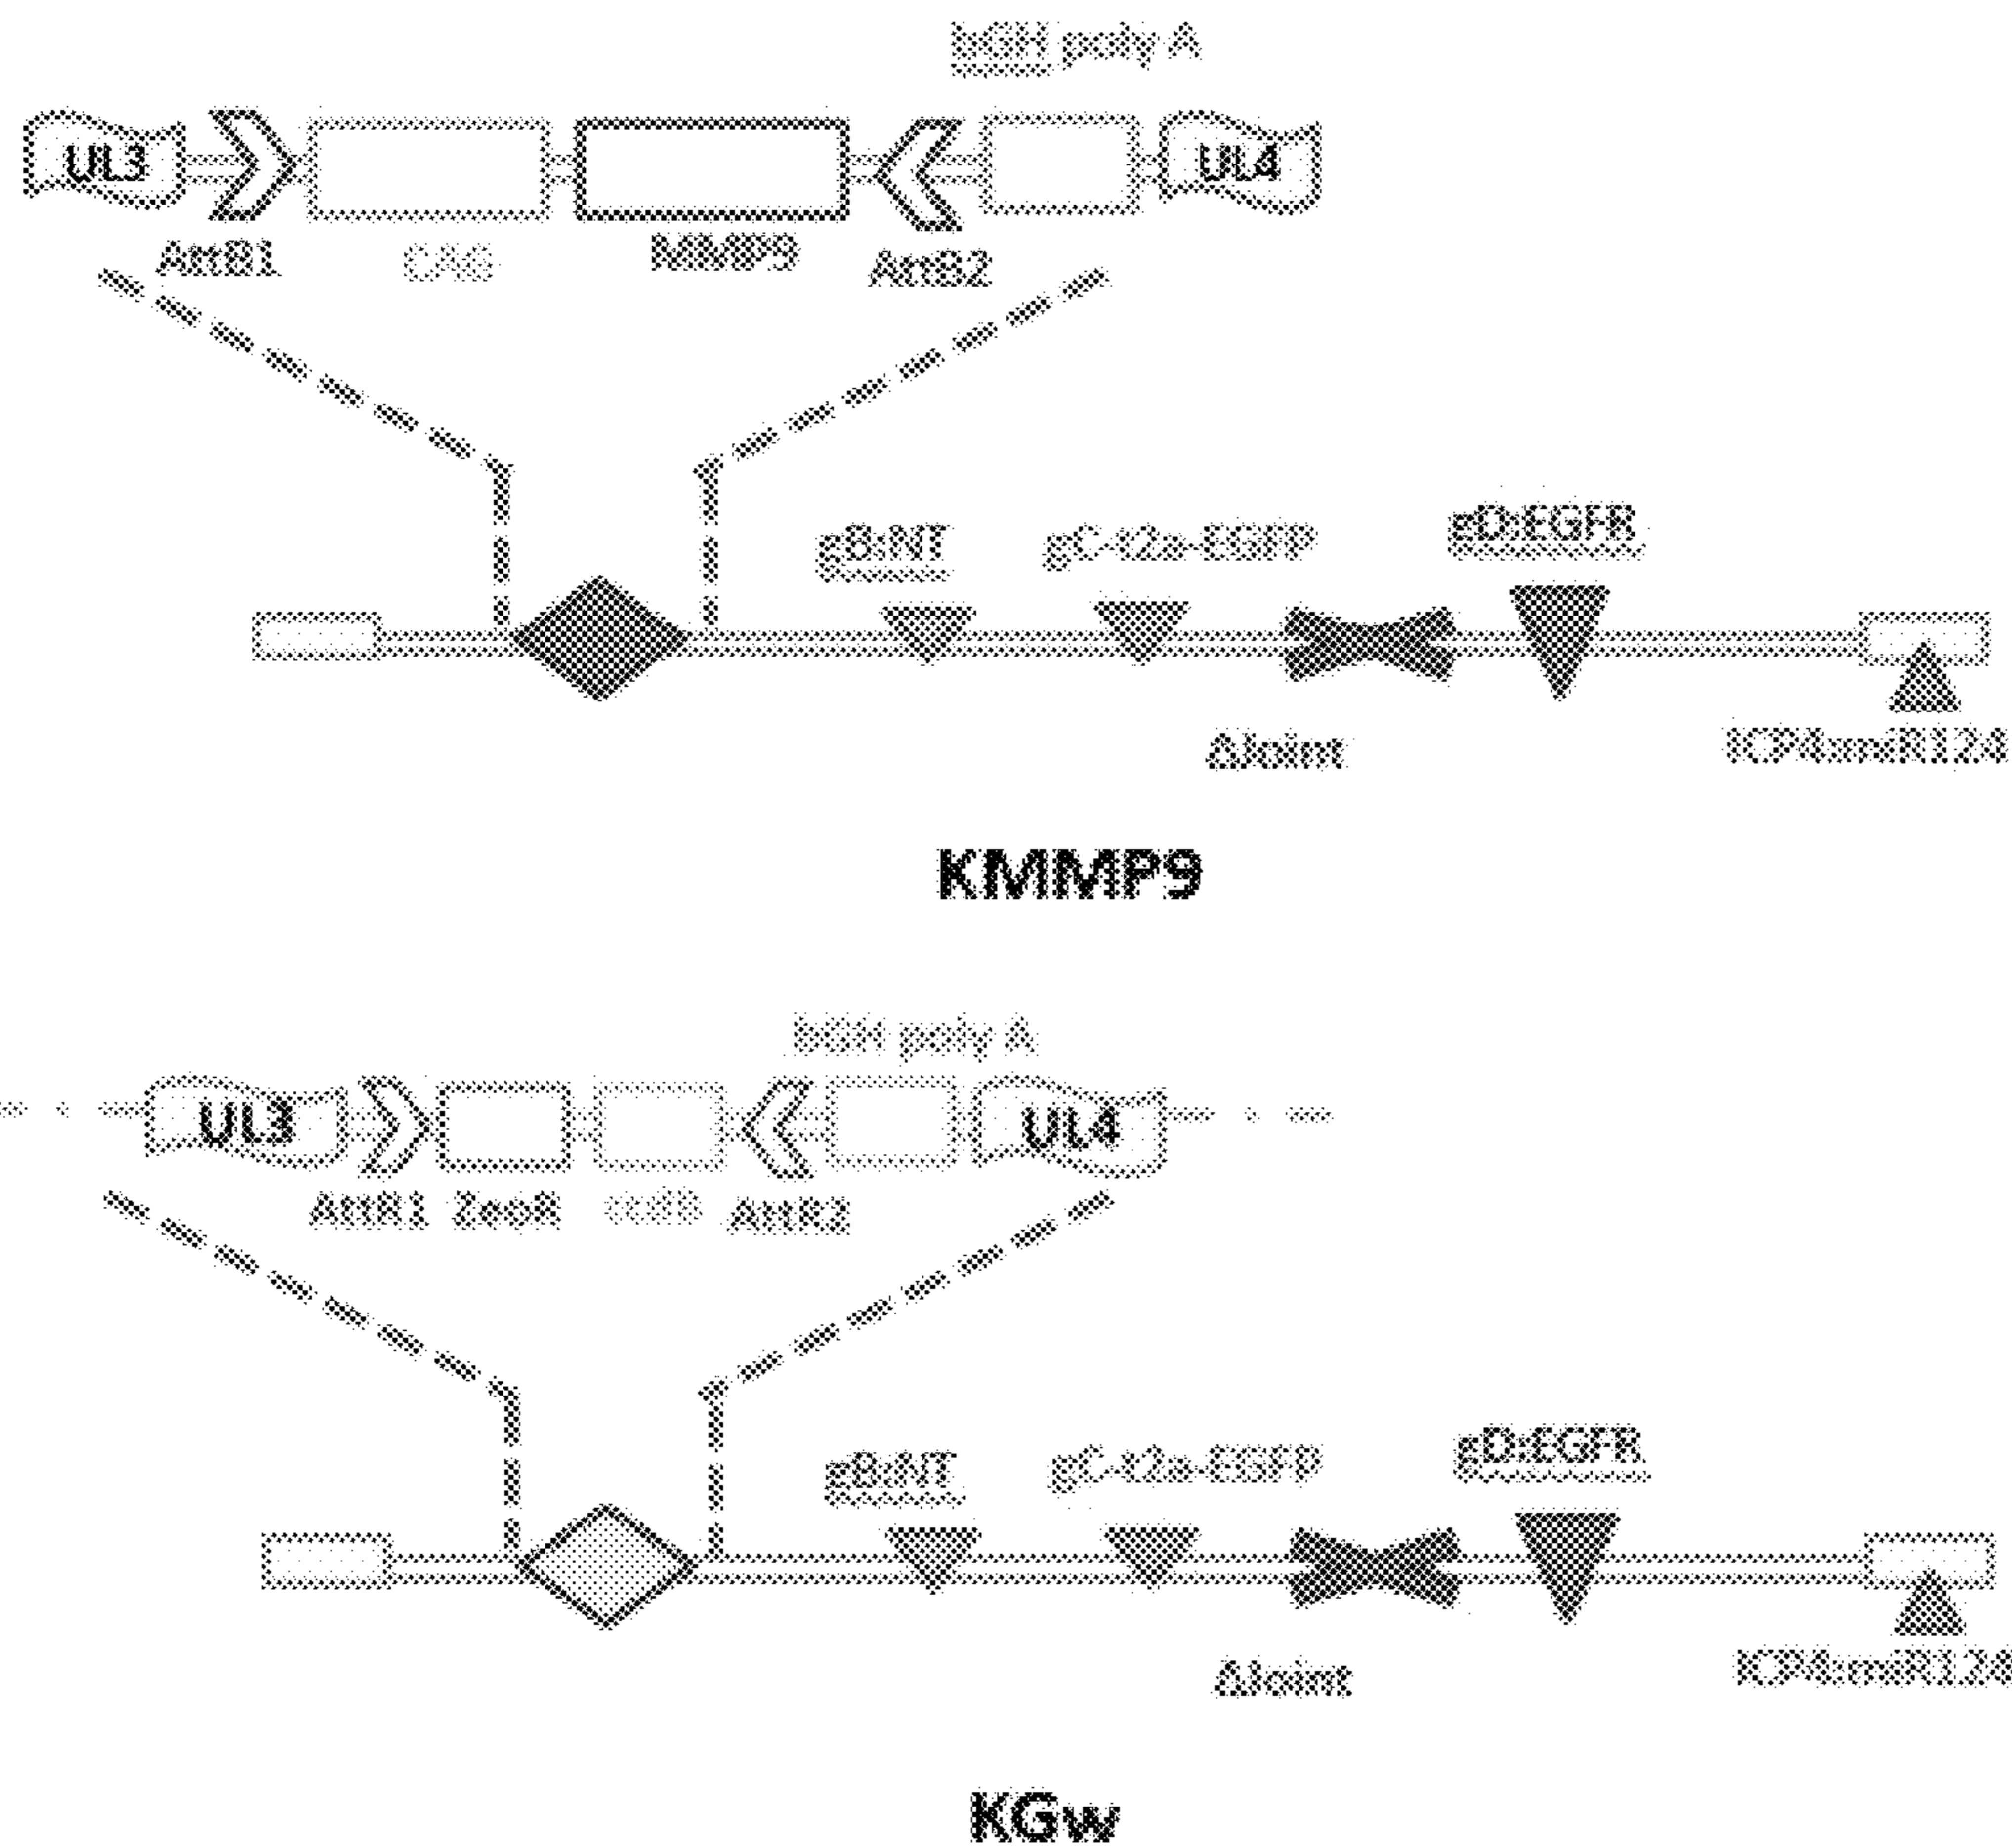 bGH poly A
UL3 UL4
AttB1 CAG MMP9 AttB2
gB:NT gC-t2a-EGFP gD:EGFR
ΔJoint ICP4:miR124
KMMP9
bGH poly A
UL3 UL4
AttR1 ZeoR ccdB AttR2
gB:NT gC-t2a-EGFP gD:EGFR
ΔJoint ICP4:miR124
KGw